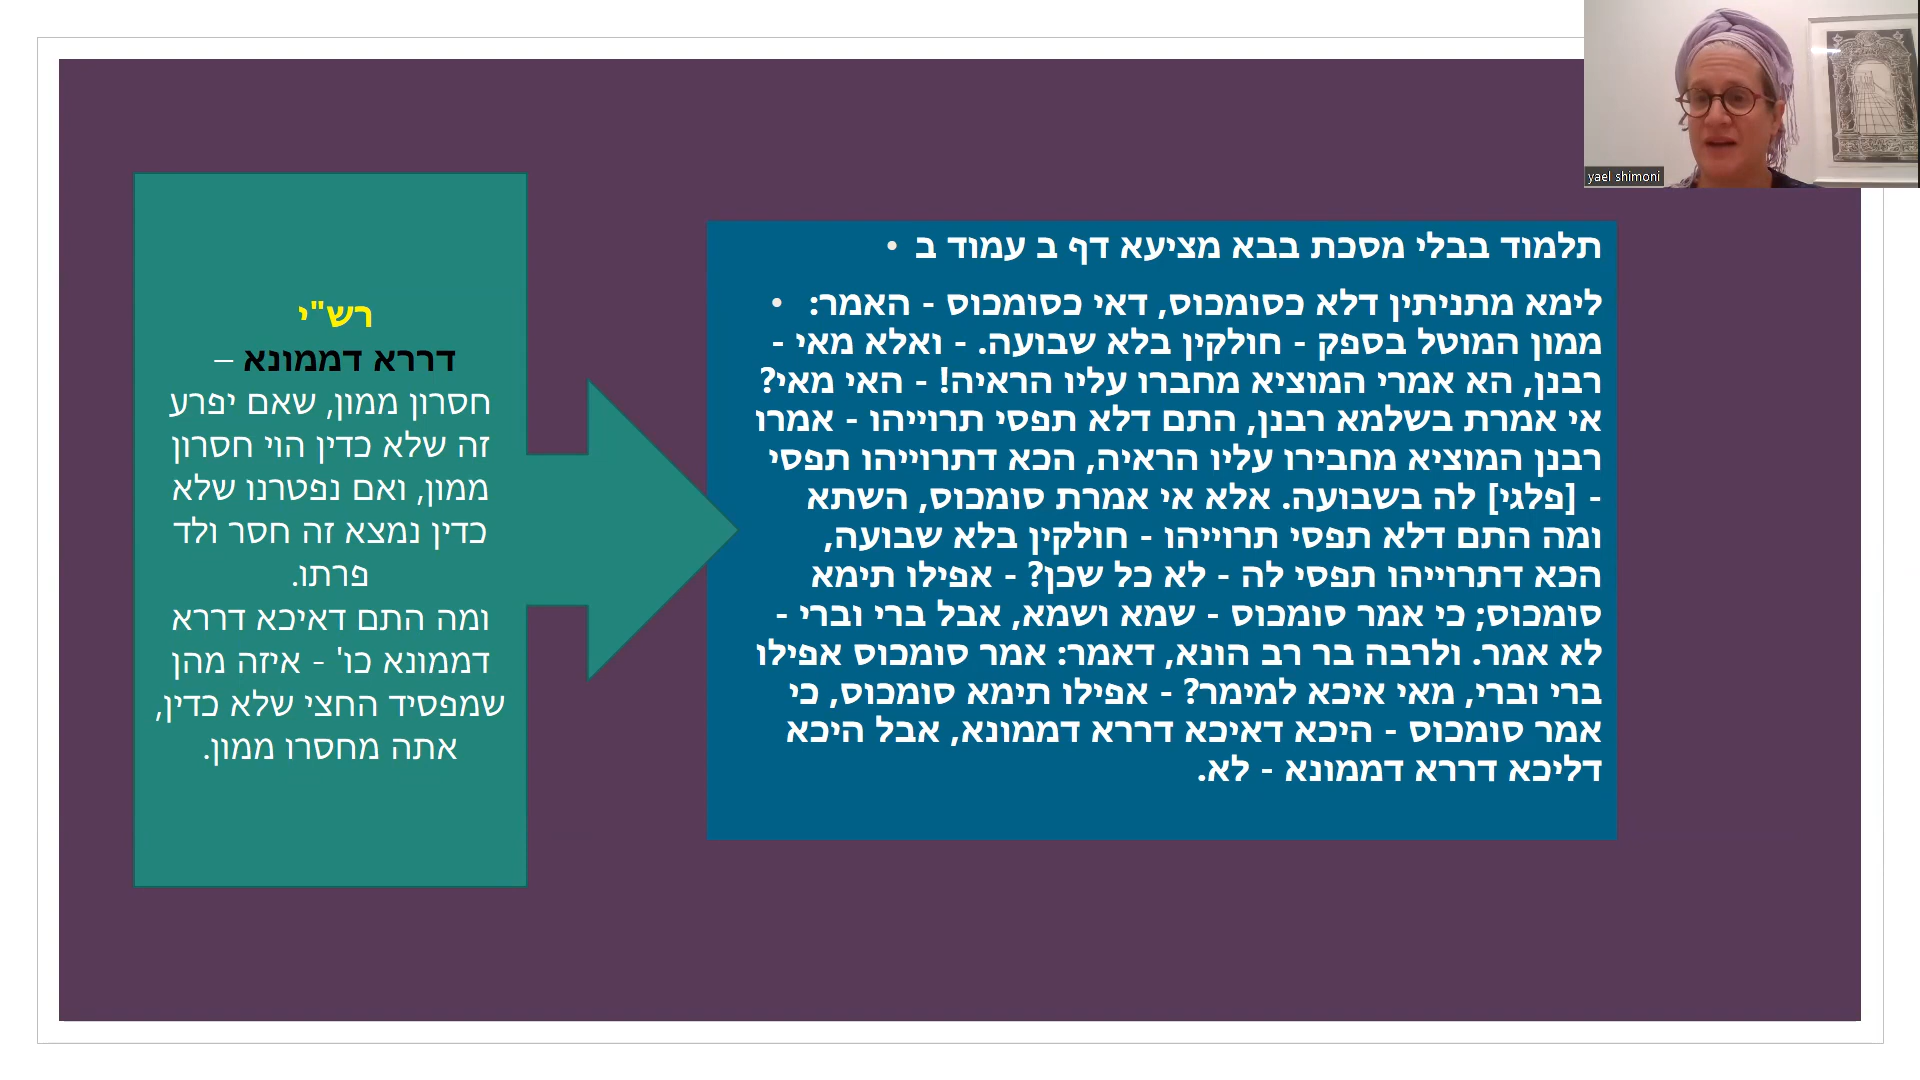 תלמוד בבלי מסכת בבא מציעא דף ב עמוד ב •
לימא מתניתין דלא כסומכוס, דאי כסומכוס - האמר: •
ממון המוטל בספק - חולקין בלא שבועה. - ואלא מאי -
רבנן, הא אמרי המוציא מחברו עליו הראיה! - האי מאי?
אי אמרת בשלמא רבנן, התם דלא תפסי תרוייהו - אמרו
רבנן המוציא מחבירו עליו הראיה, הכא דתרוייהו תפסי
- [פלגי] לה בשבועה. אלא אי אמרת סומכוס, השתא
ומה התם דלא תפסי תרוייהו - חולקין בלא שבועה,
הכא דתרוייהו תפסי לה - לא כל שכן? - אפילו תימא
סומכוס; כי אמר סומכוס - שמא ושמא, אבל ברי וברי -
לא אמר. ולרבה בר רב הונא, דאמר: אמר סומכוס אפילו
ברי וברי, מאי איכא למימר? - אפילו תימא סומכוס, כי
אמר סומכוס - היכא דאיכא דררא דממונא, אבל היכא
דליכא דררא דממונא - לא.
רש"י
דררא דממונא –
חסרון ממון, שאם יפרע
זה שלא כדין הוי חסרון
ממון, ואם נפטרנו שלא
כדין נמצא זה חסר ולד
פרתו.
ומה התם דאיכא דררא
דממונא כו' - איזה מהן
שמפסיד החצי שלא כדין,
אתה מחסרו ממון.
yael shimoni